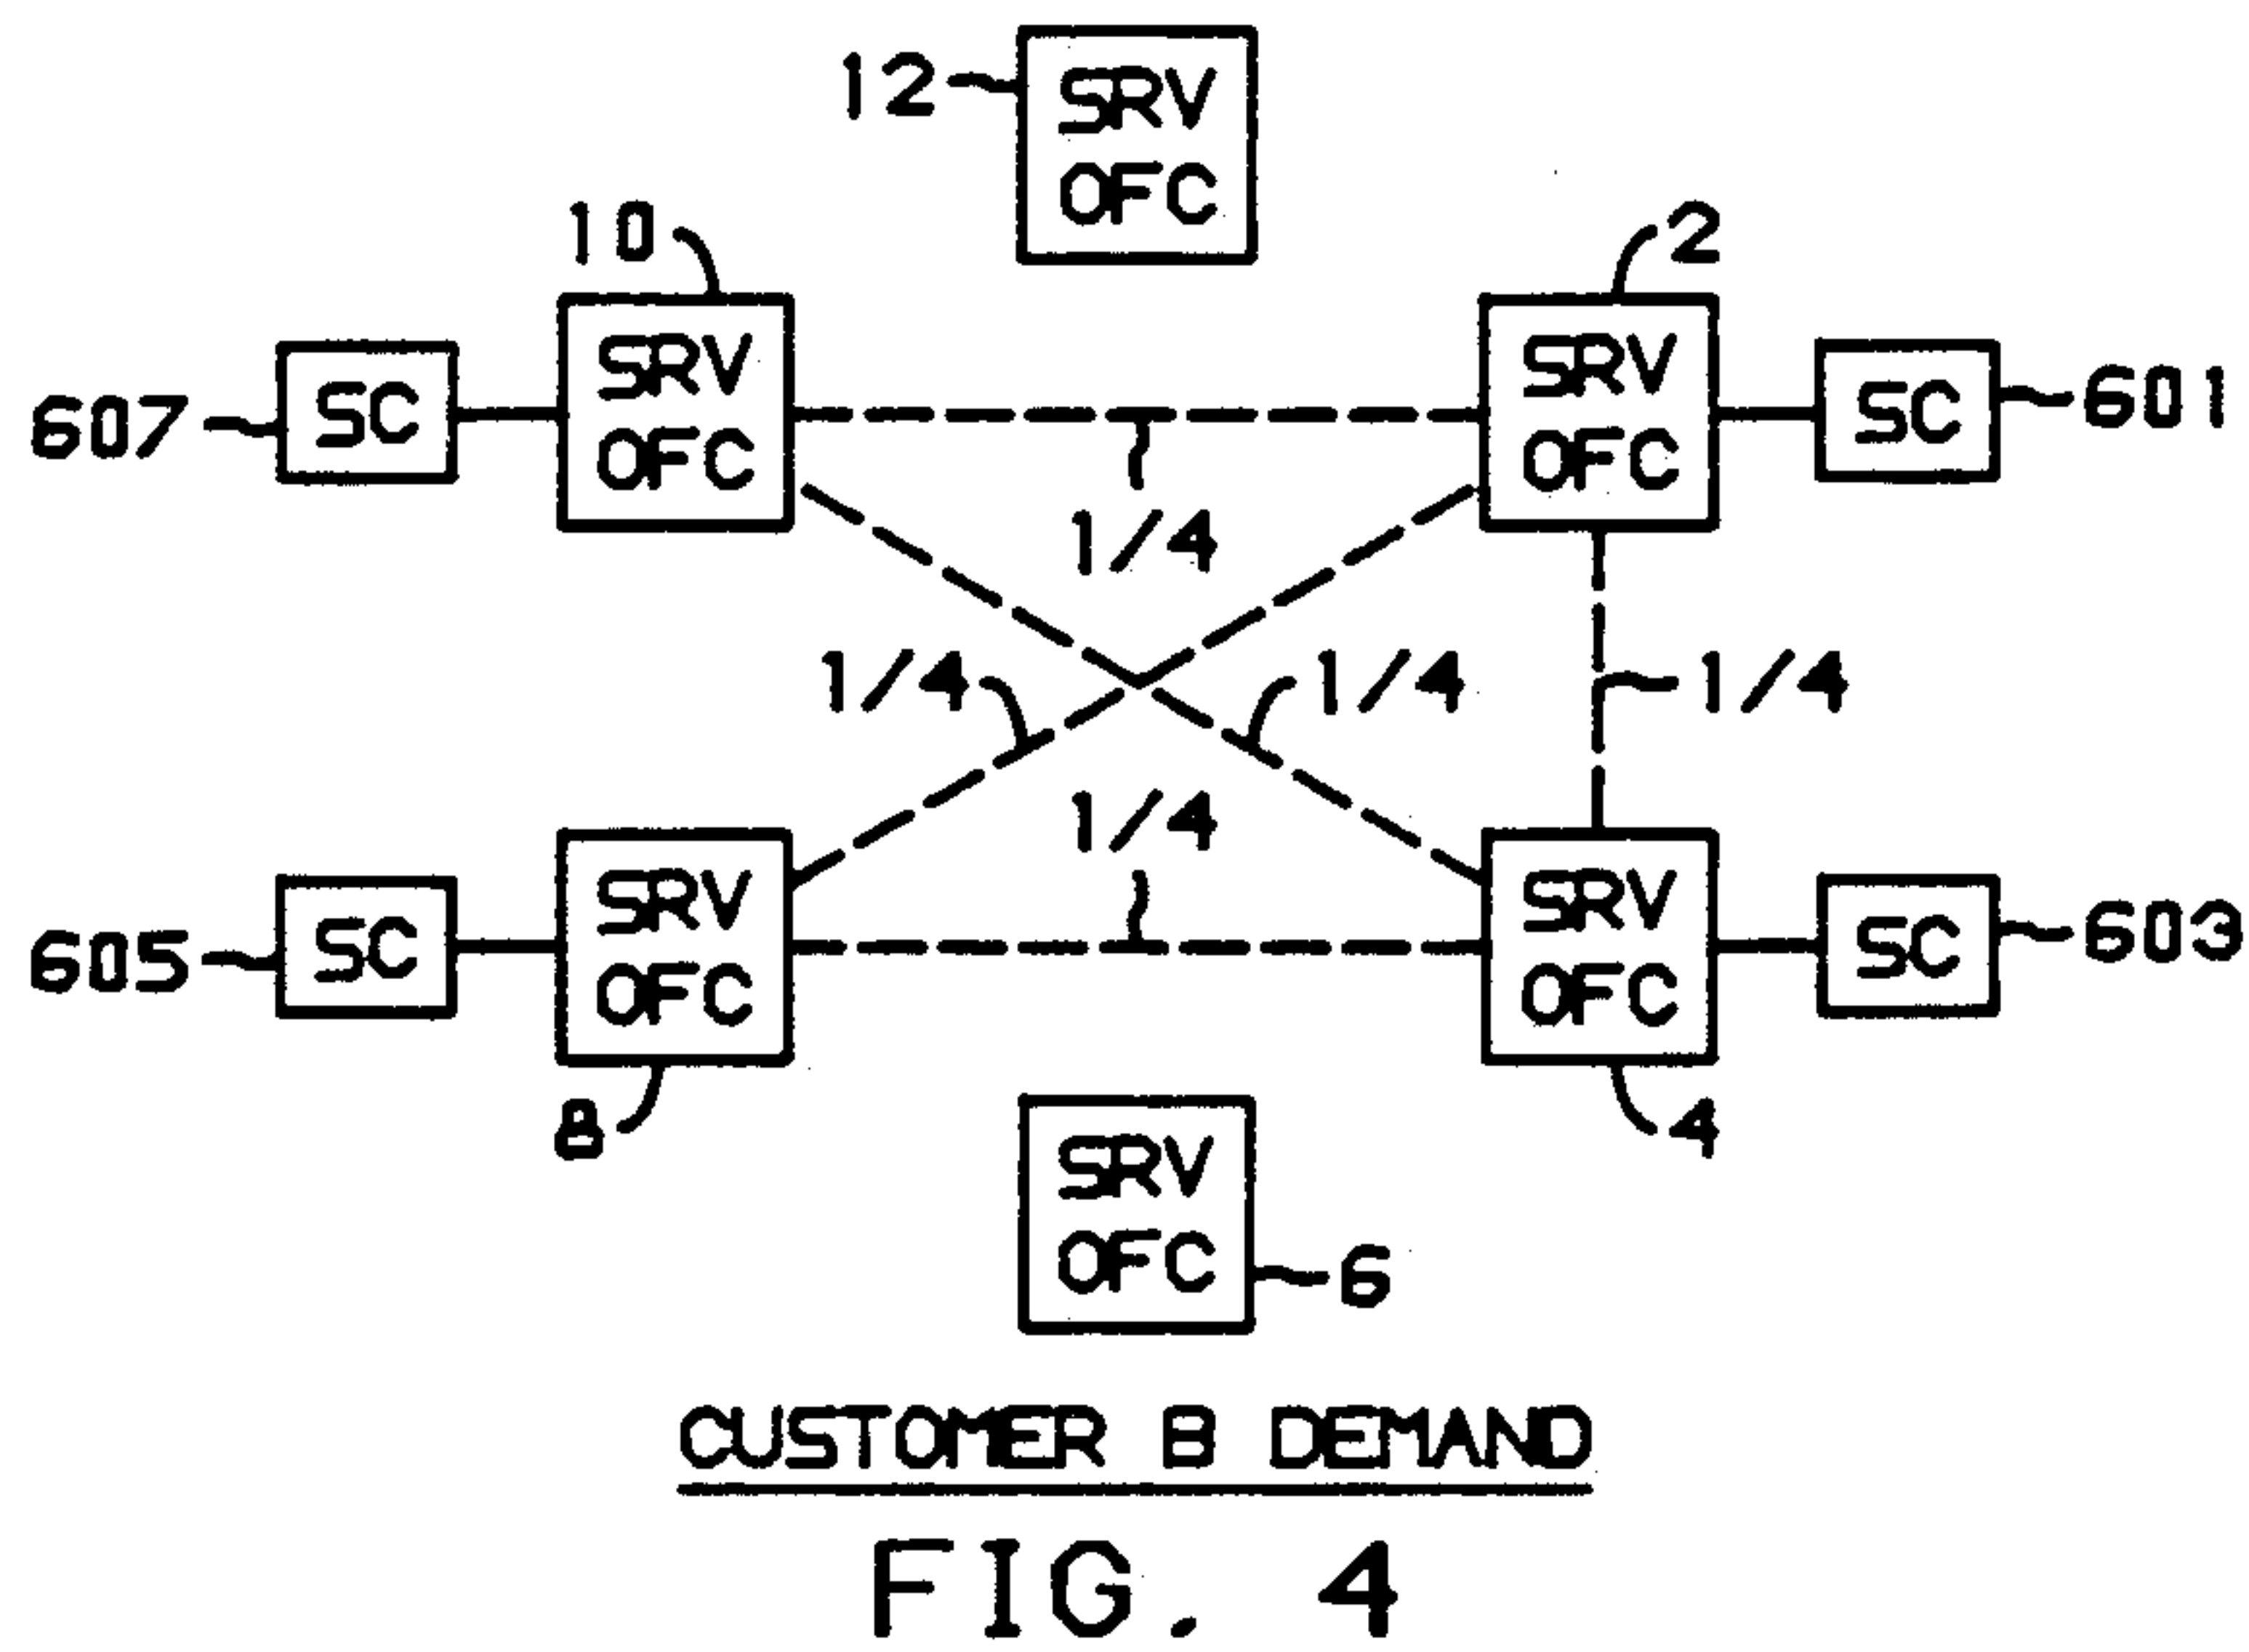 12
SRV
OFC
10
2
607
SC
SRV
OFC
SRV
OFC
SC
601
1/4
1/4
1/4
1/4
1/4
605
SC
SRV
OFC
SRV
OFC
SC
603
8
4
SRV
OFC
6
CUSTOMER B DEMAND
FIG. 4